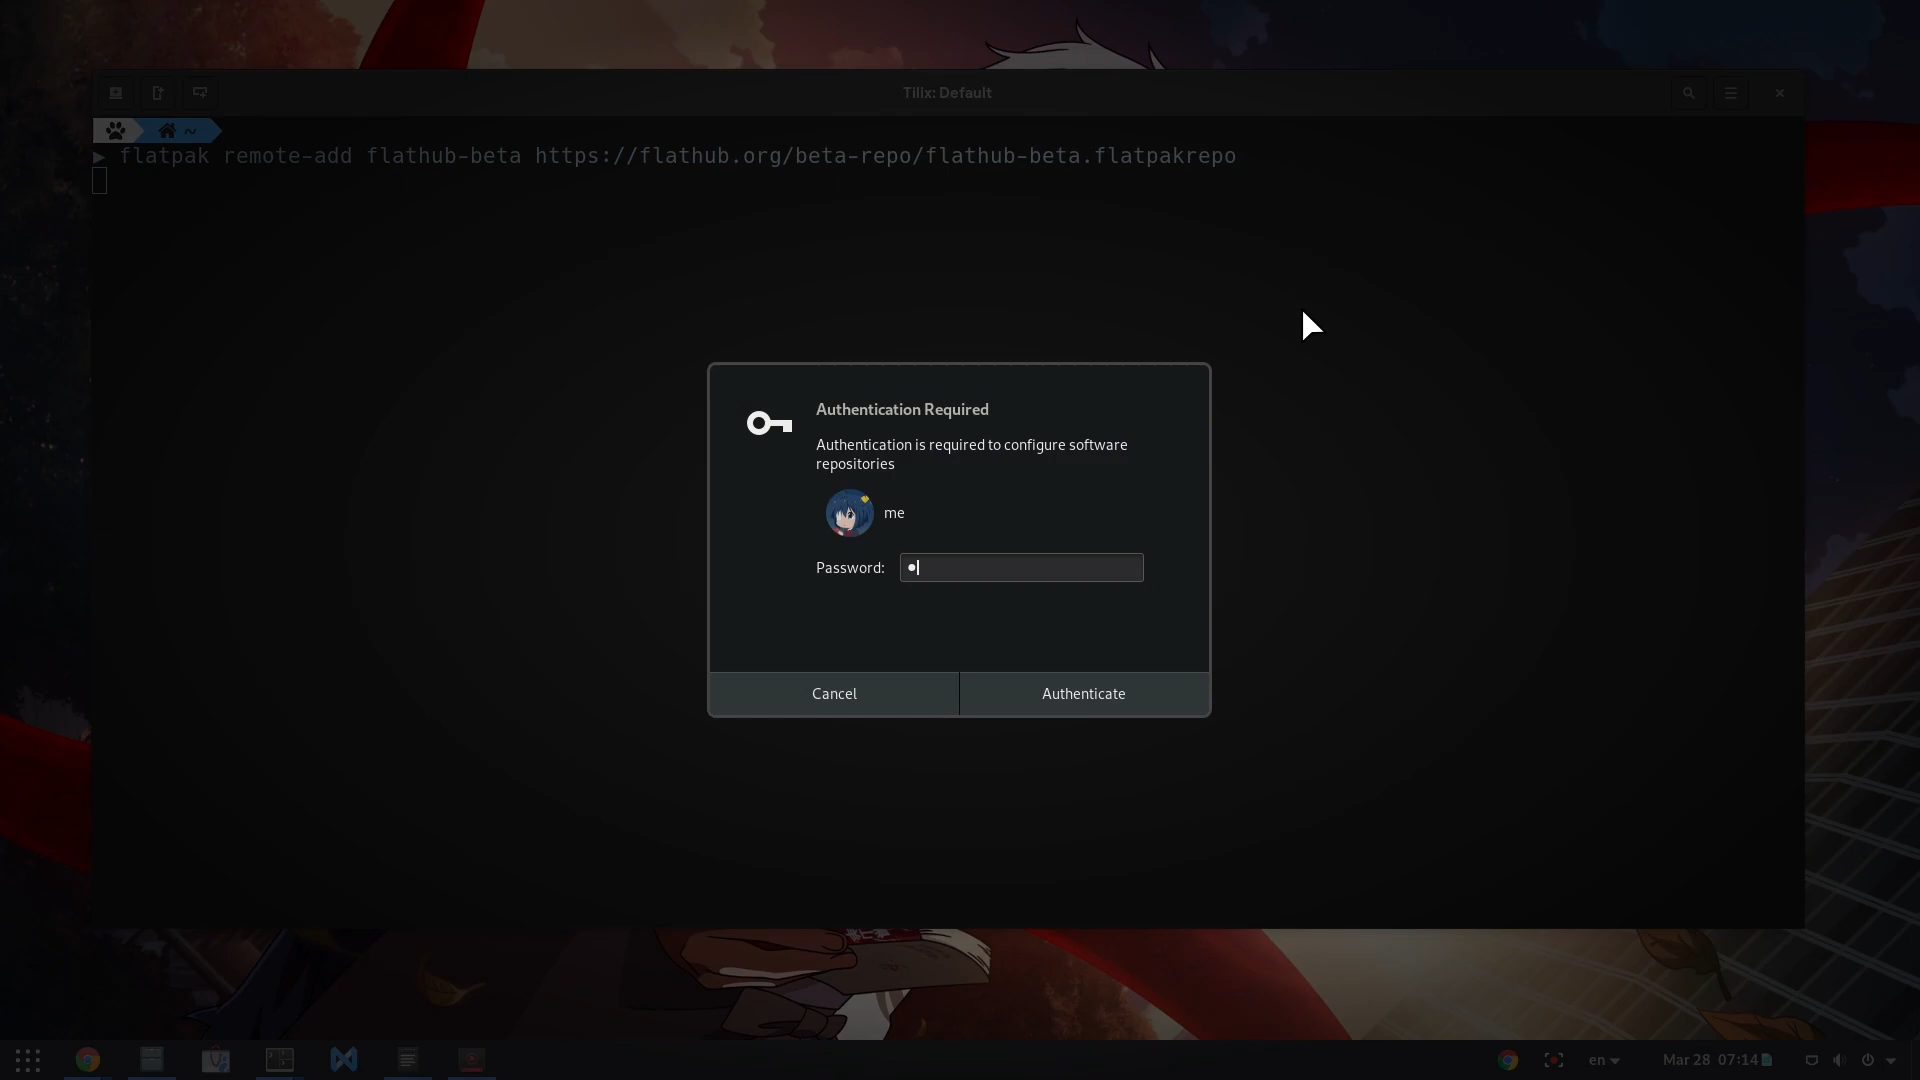 Tilix: Default
~
flatpak remote-add flathub-beta https://flathub.org/beta-repo/flathub-beta.flatpakrepo
Authentication Required
Authentication is required to configure software
repositories
me
Password:
Cancel
Authenticate
en
Mar 28 07:14